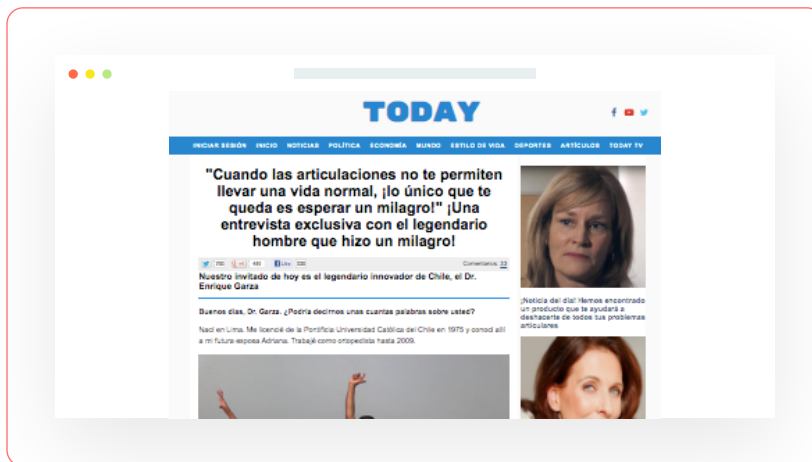 TODAY
INICIAR SESIÓN INICIO NOTICIAS POLÍTICA ECONOMÍA MUNDO ESTILO DE VIDA DEPORTES ARTÍCULOS TODAY TV
"Cuando las articulaciones no te permiten
llevar una vida normal, ¡lo único que te
queda es esperar un milagro!" ¡Una
entrevista exclusiva con el legendario
hombre que hizo un milagro!
Comentarios 33
Nuestro invitado de hoy es el legendario innovador de Chile, el Dr.
Enrique Garza
Buenos días, Dr. Garza. ¿Podría decirnos unas cuantas palabras sobre usted?
Nací en Lima. Me licencié de la Pontificia Universidad Católica del Chile en 1975 y conocí allí
a mi futura esposa Adriana. Trabajé como ortopedista hasta 2009.
¡Noticia del día! Hemos encontrado
un producto que te ayudará a
deshacerte de todos tus problemas
articulares